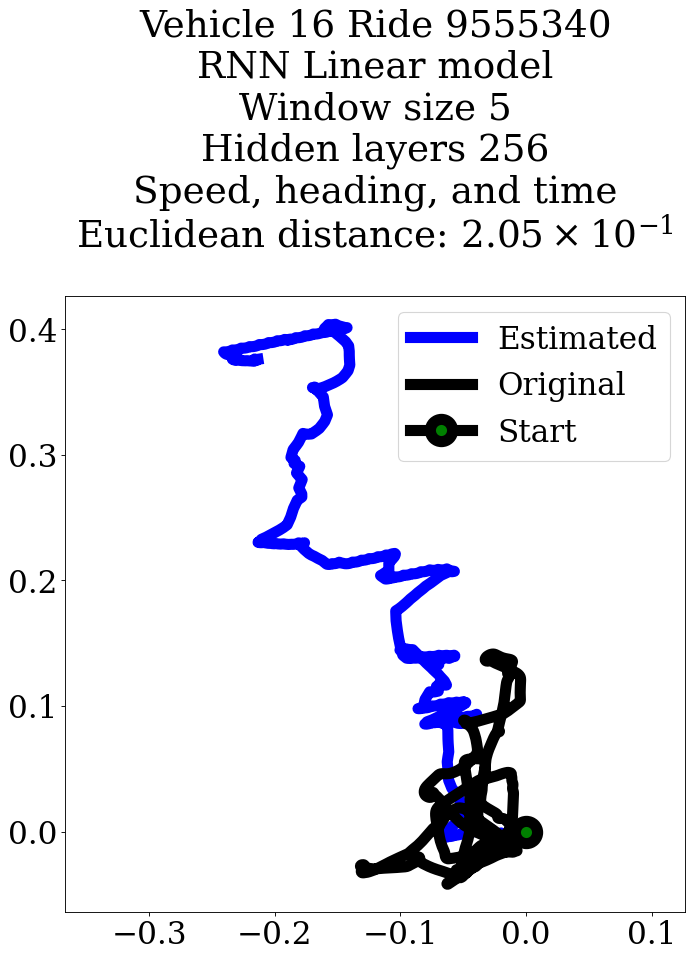 Vehicle 16 Ride 9555340
RNN Linear model
Window size 5
Hidden layers 256
Speed, heading, and time
Euclidean distance: 2.05 × 10⁻¹
Estimated
Original
Start
0.4
0.3
0.2
0.1
0.0
−0.3
−0.2
−0.1
0.0
0.1